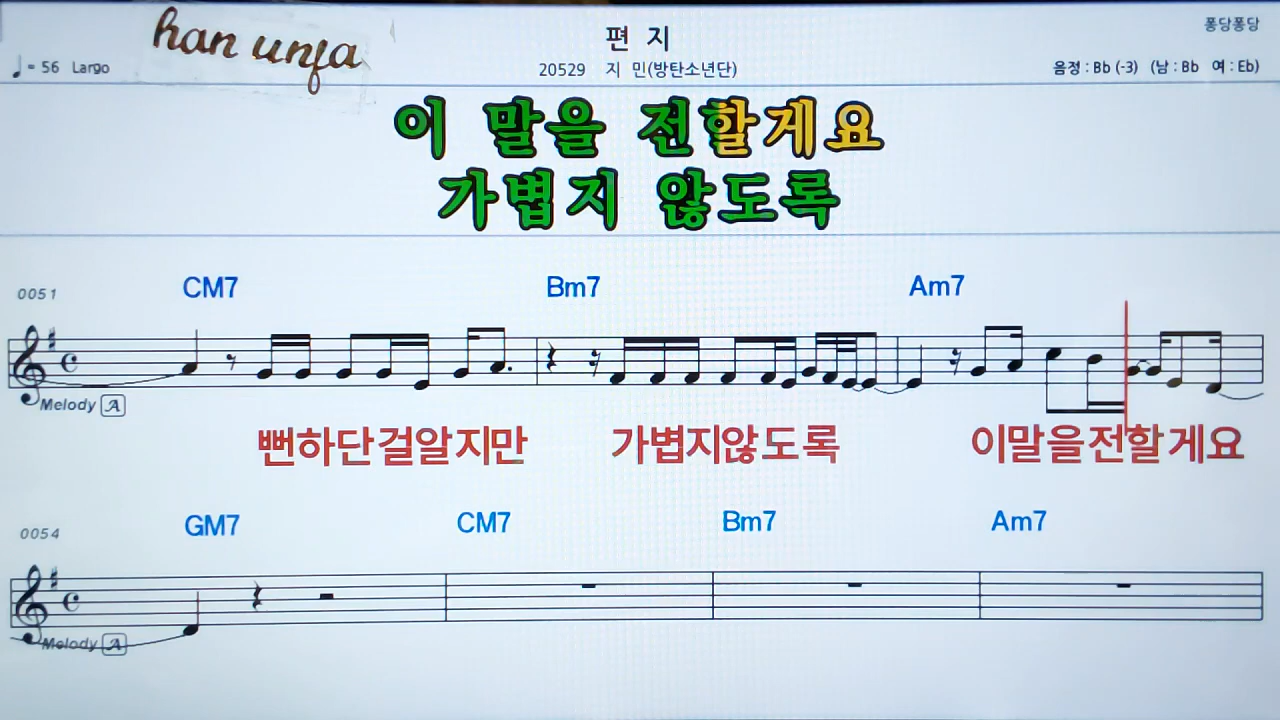 han unja
편 지
퐁당퐁당
♩= 56 Largo
20529 지 민(방탄소년단)
음정 : Bb (-3) (남 : Bb 여 : Eb)
이 말을 전할게요
가볍지 않도록
0051
CM7 Bm7 Am7
Melody A
뻔하단걸알지만 가볍지않도록 이말을전할게요
0054
GM7 CM7 Bm7 Am7
Melody A